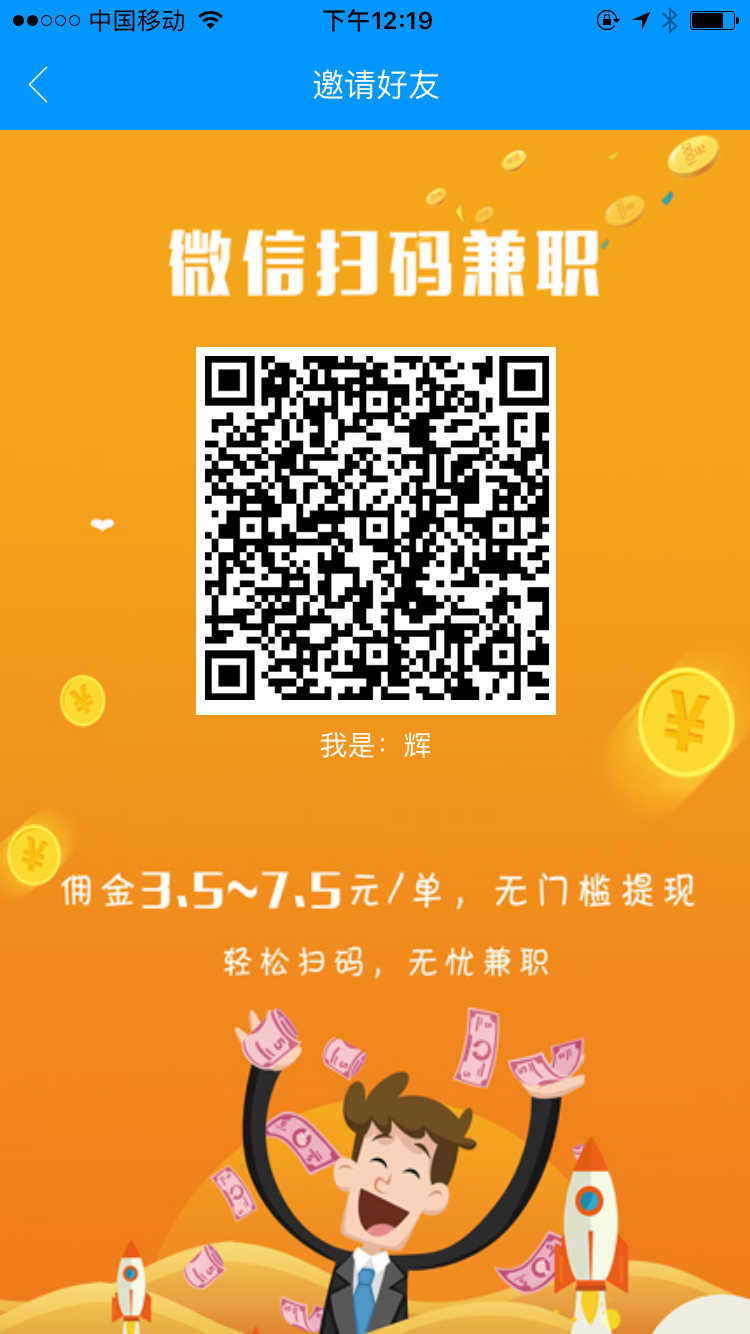 中国移动 下午12:19
邀请好友
微信扫码兼职
我是：辉
佣金3.5~7.5元/单，无门槛提现
轻松扫码，无忧兼职